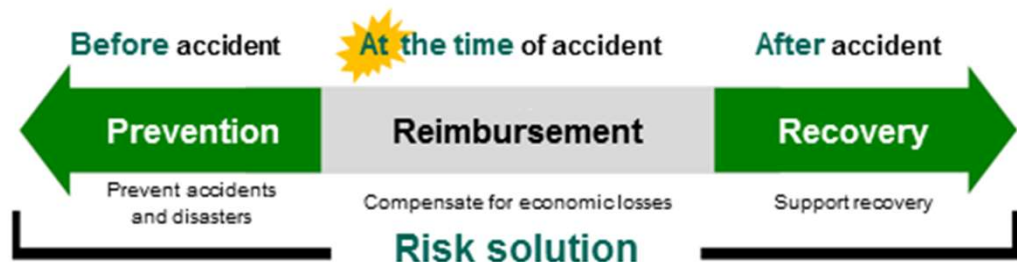 Before accident
At the time of accident
After accident
Prevention
Reimbursement
Recovery
Prevent accidents
and disasters
Compensate for economic losses
Support recovery
Risk solution